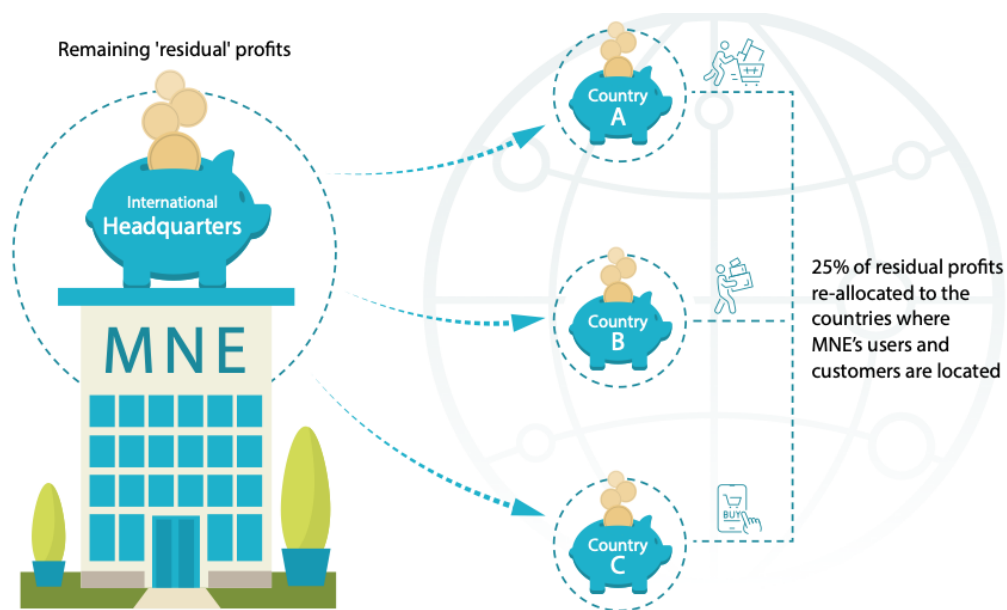 Remaining 'residual' profits
International
Headquarters
MNE
Country
A
Country
B
Country
C
BUY
25% of residual profits
re-allocated to the
countries where
MNE’s users and
customers are located